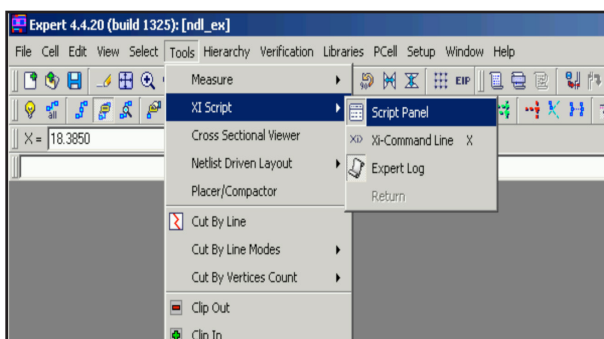 Expert 4.4.20 (build 1325): [ndl_ex]
File Cell Edit View Select Tools Hierarchy Verification Libraries PCell Setup Window Help
EIP
X = 18.3850
Measure
XI Script
Cross Sectional Viewer
Netlist Driven Layout
Placer/Compactor
Cut By Line
Cut By Line Modes
Cut By Vertices Count
Clip Out
Clip In
Script Panel
Xi-Command Line X
Expert Log
Return